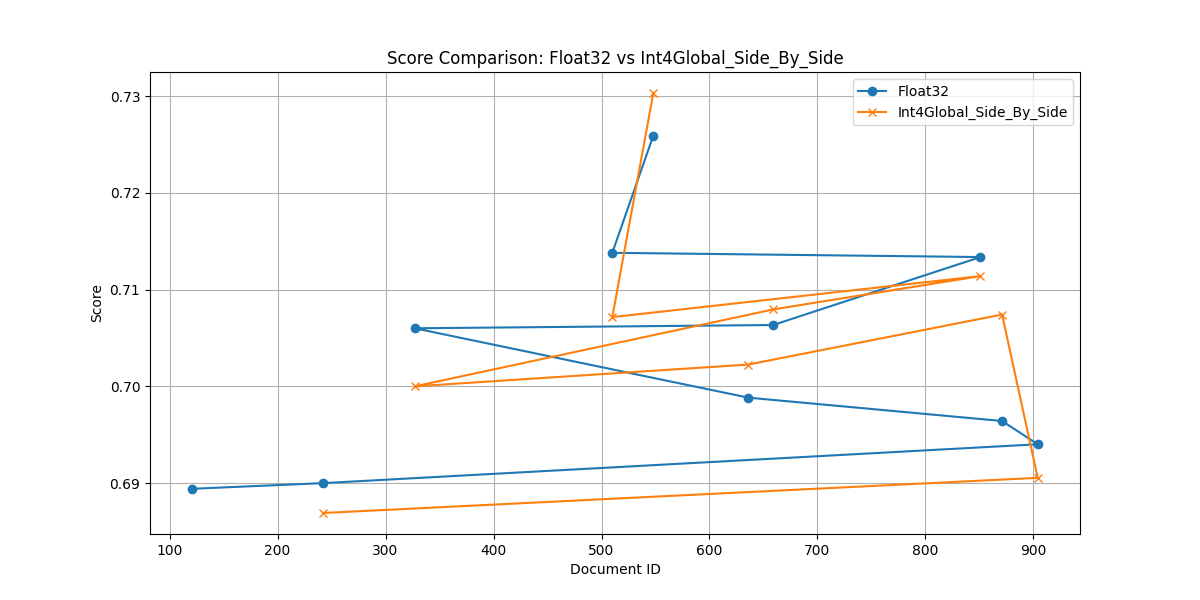 Score Comparison: Float32 vs Int4Global_Side_By_Side
Float32
Int4Global_Side_By_Side
0.73
0.72
0.71
0.70
0.69
Score
100 200 300 400 500 600 700 800 900
Document ID